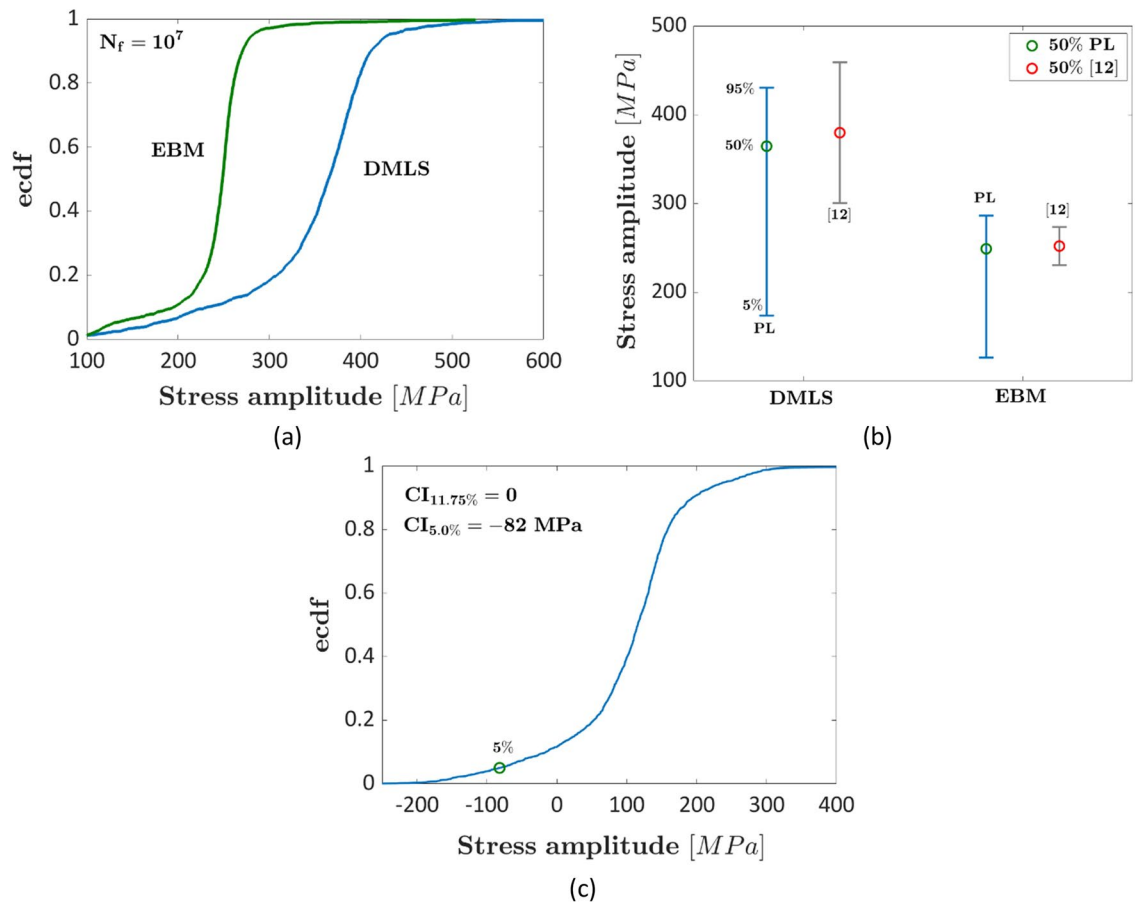 1
0.8
0.6
0.4
0.2
0
ecdf
N_f = 10^7
EBM
DMLS
100 200 300 400 500 600
Stress amplitude [MPa]
(a)
500
400
300
200
100
Stress amplitude [MPa]
50% PL
50% [12]
95%
50%
5%
PL
[12]
PL
[12]
DMLS EBM
(b)
1
0.8
0.6
0.4
0.2
0
ecdf
CI_11.75% = 0
CI_5.0% = −82 MPa
5%
-200 -100 0 100 200 300 400
Stress amplitude [MPa]
(c)